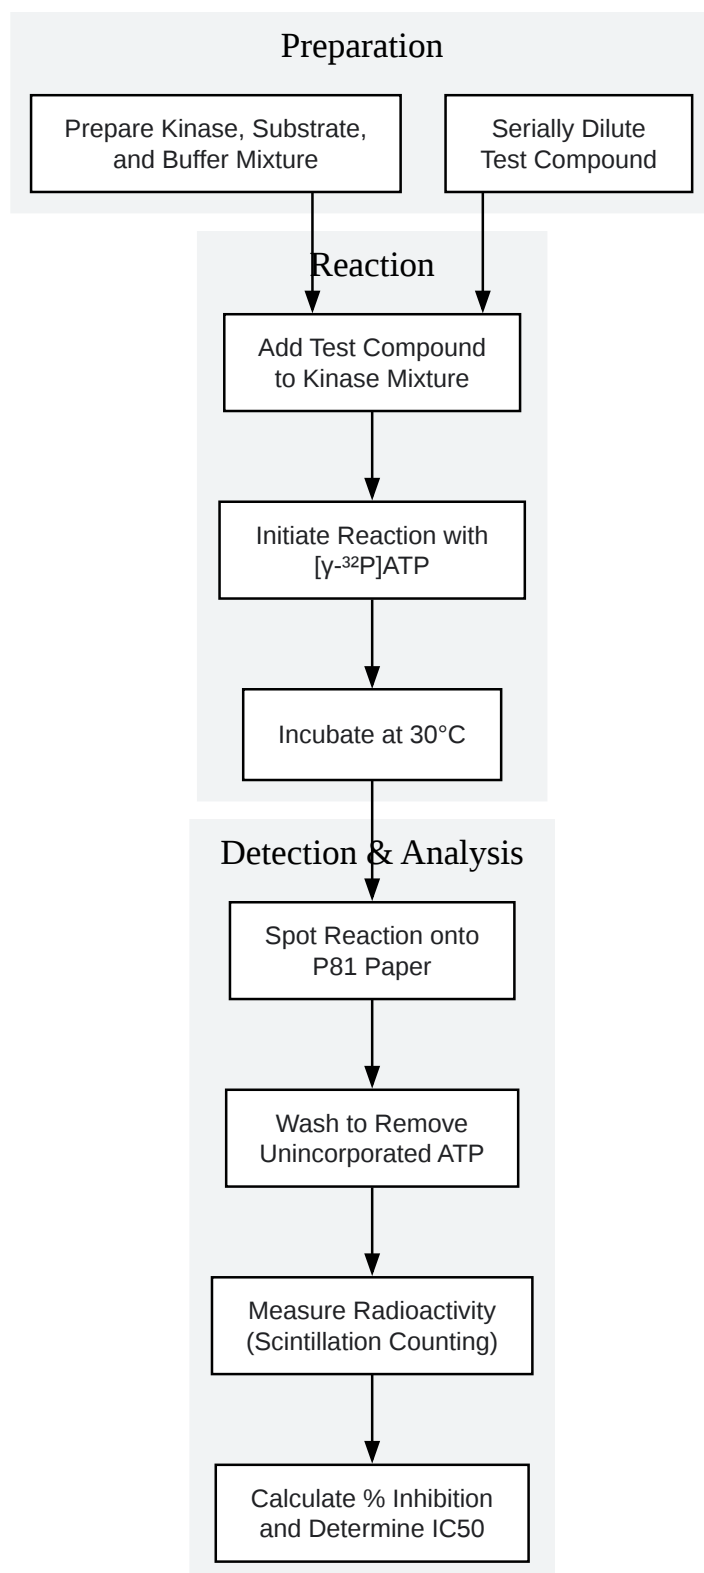 Preparation
Prepare Kinase, Substrate,
and Buffer Mixture
Serially Dilute
Test Compound
Reaction
Add Test Compound
to Kinase Mixture
Initiate Reaction with
[γ-³²P]ATP
Incubate at 30°C
Detection & Analysis
Spot Reaction onto
P81 Paper
Wash to Remove
Unincorporated ATP
Measure Radioactivity
(Scintillation Counting)
Calculate % Inhibition
and Determine IC50